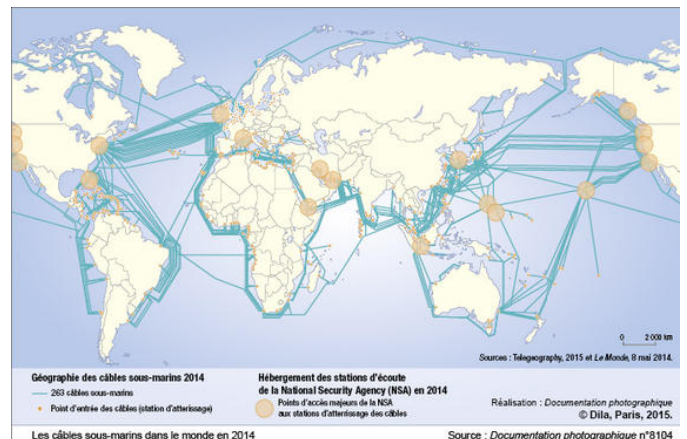 0 2 000 km
Sources : Telegeography, 2015 et Le Monde, 8 mai 2014.
Géographie des câbles sous-marins 2014
263 câbles sous-marins
Point d'entrée des câbles (station d'atterissage)
Hébergement des stations d'écoute
de la National Security Agency (NSA) en 2014
Points d'accès majeurs de la NSA
aux stations d'atterrissage des câbles
Réalisation : Documentation photographique
© Dila, Paris, 2015.
Les câbles sous-marins dans le monde en 2014
Source : Documentation photographique n°8104